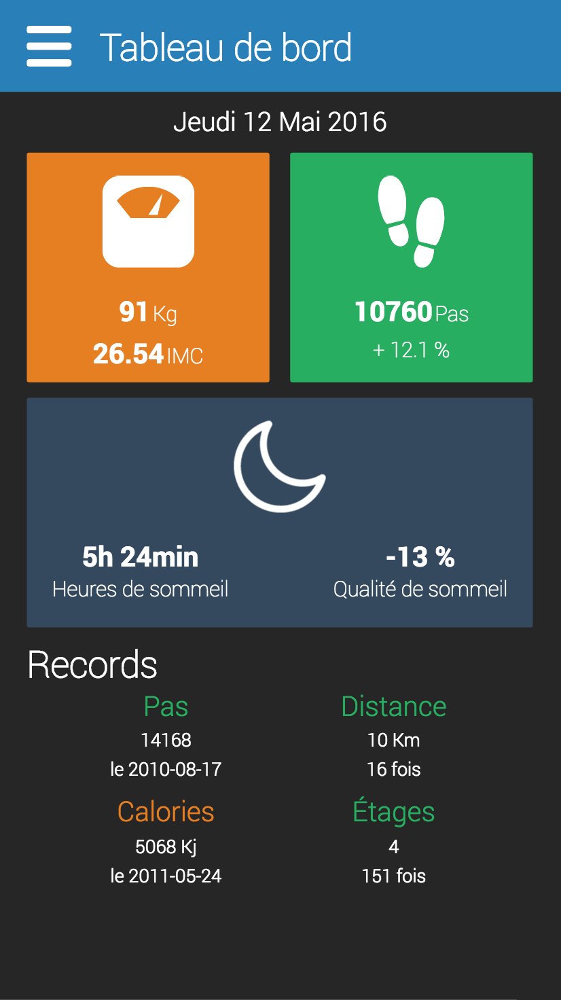 Tableau de bord
Jeudi 12 Mai 2016
91 Kg
26.54 IMC
10760 Pas
+ 12.1 %
5h 24min
Heures de sommeil
-13 %
Qualité de sommeil
Records
Pas
14168
le 2010-08-17
Distance
10 Km
16 fois
Calories
5068 Kj
le 2011-05-24
Étages
4
151 fois